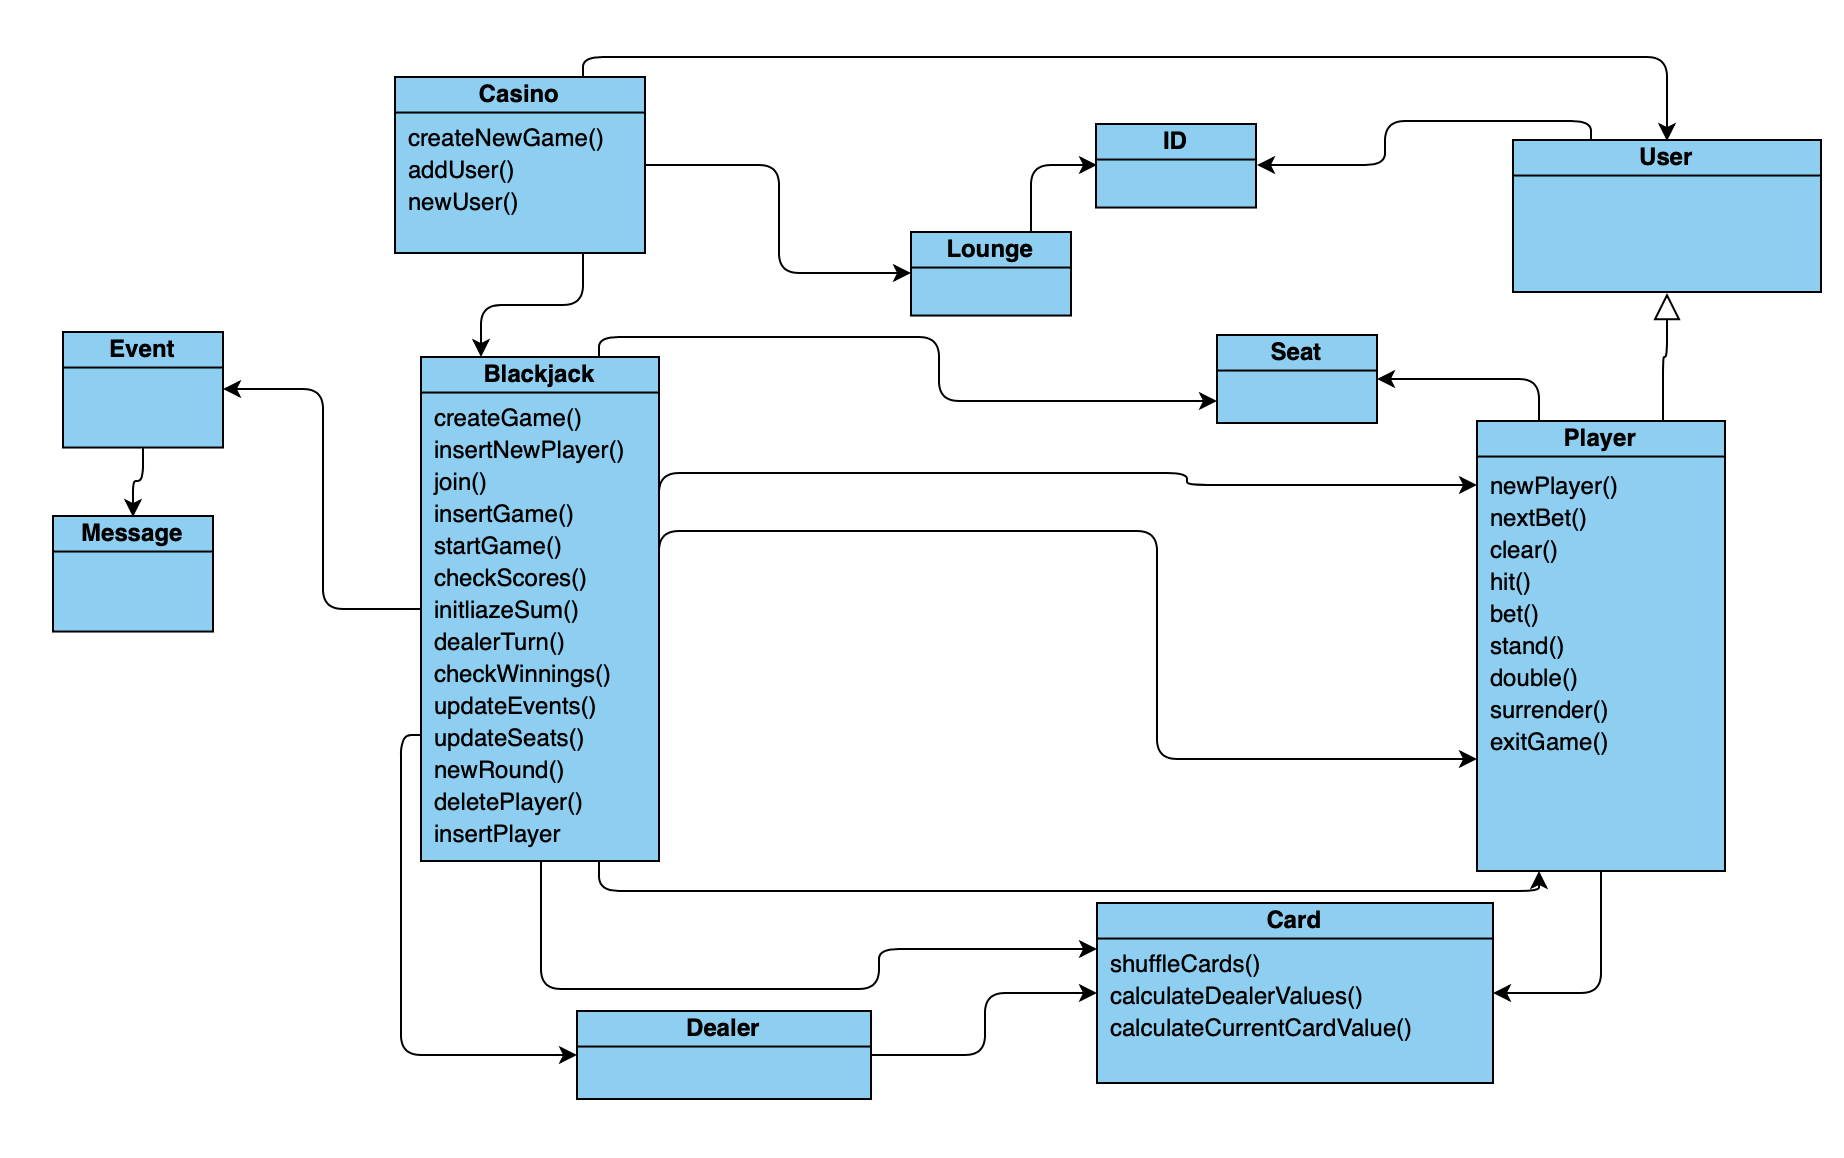 Casino
createNewGame()
addUser()
newUser()
ID
User
Lounge
Event
Message
Blackjack
createGame()
insertNewPlayer()
join()
insertGame()
startGame()
checkScores()
initliazeSum()
dealerTurn()
checkWinnings()
updateEvents()
updateSeats()
newRound()
deletePlayer()
insertPlayer
Seat
Player
newPlayer()
nextBet()
clear()
hit()
bet()
stand()
double()
surrender()
exitGame()
Card
shuffleCards()
calculateDealerValues()
calculateCurrentCardValue()
Dealer